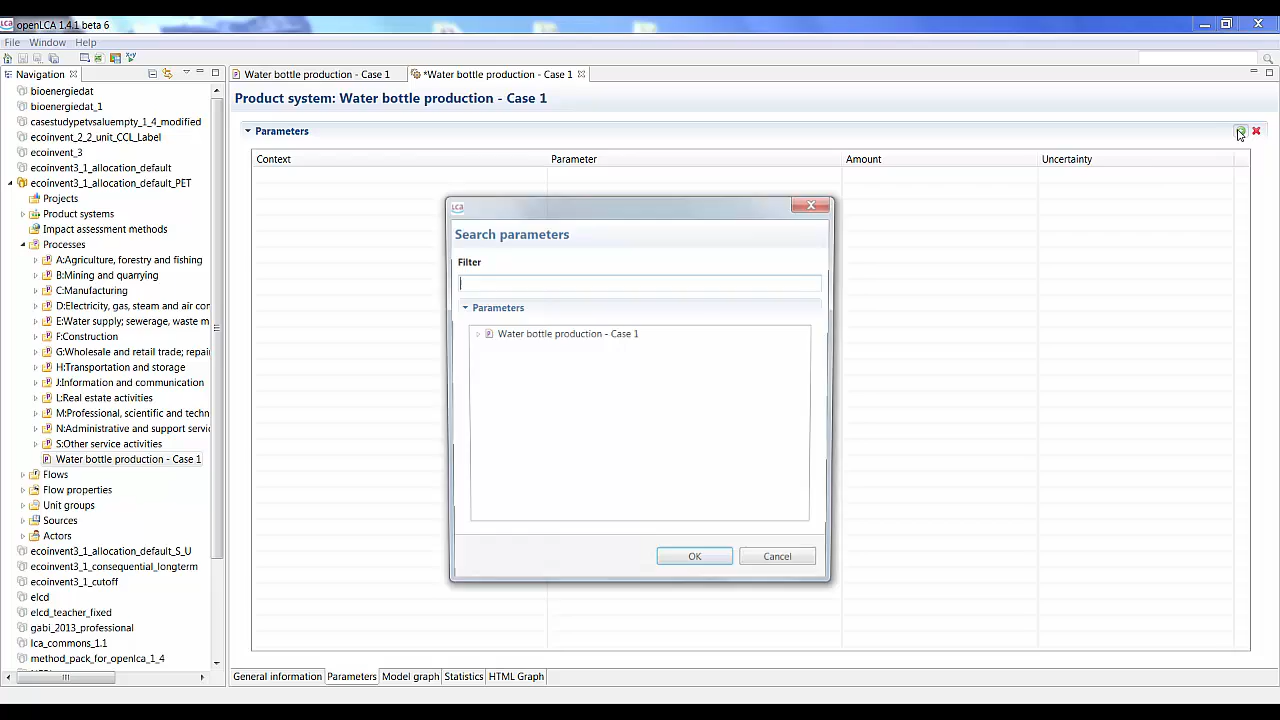 LCA openLCA 1.4.1 beta 6
File Window Help
Navigation
Water bottle production - Case 1
*Water bottle production - Case 1
bioenergiedat
bioenergiedat_1
casestudypetvsaluempty_1_4_modified
ecoinvent_2_2_unit_CCL_Label
ecoinvent_3
ecoinvent3_1_allocation_default
ecoinvent3_1_allocation_default_PET
Projects
Product systems
Impact assessment methods
Processes
A:Agriculture, forestry and fishing
B:Mining and quarrying
C:Manufacturing
D:Electricity, gas, steam and air cor
E:Water supply; sewerage, waste m
F:Construction
G:Wholesale and retail trade; repair
H:Transportation and storage
J:Information and communication
L:Real estate activities
M:Professional, scientific and techn
N:Administrative and support servic
S:Other service activities
Water bottle production - Case 1
Flows
Flow properties
Unit groups
Sources
Actors
ecoinvent3_1_allocation_default_S_U
ecoinvent3_1_consequential_longterm
ecoinvent3_1_cutoff
elcd
elcd_teacher_fixed
gabi_2013_professional
lca_commons_1.1
method_pack_for_openlca_1_4
Product system: Water bottle production - Case 1
Parameters
Context Parameter Amount Uncertainty
LCA
Search parameters
Filter
Parameters
Water bottle production - Case 1
OK Cancel
General information Parameters Model graph Statistics HTML Graph